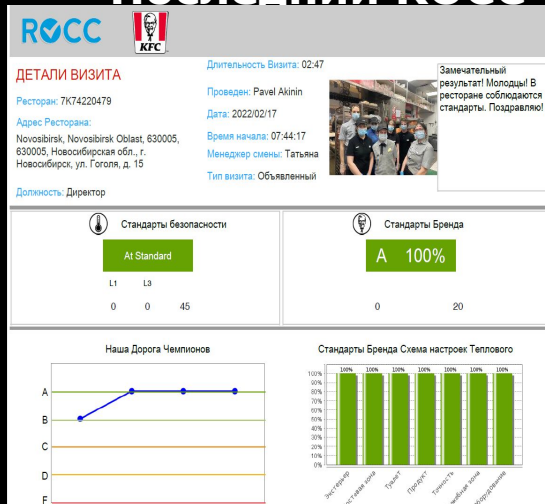 Последний ROCC
ROCC
KFC
ДЕТАЛИ ВИЗИТА
Ресторан: 7K74220479
Адрес Ресторана:
Novosibirsk, Novosibirsk Oblast, 630005,
630005, Новосибирская обл., г.
Новосибирск, ул. Гоголя, д. 15
Должность: Директор
Длительность Визита: 02:47
Проведен: Pavel Akinin
Дата: 2022/02/17
Время начала: 07:44:17
Менеджер смены: Татьяна
Тип визита: Объявленный
Замечательный
результат! Молодцы! В
ресторане соблюдаются
стандарты. Поздравляю!
Стандарты безопасности
At Standard
L1 L3
0 0 45
Стандарты Бренда
A 100%
0 20
Наша Дорога Чемпионов
A
B
C
D
F
Стандарты Бренда Схема настроек Теплового
100% 100% 100% 100% 100% 100% 100%
100%
90%
80%
70%
60%
50%
40%
30%
20%
10%
0%
Экстерьер
Туалет
Продукт
Точность
зона